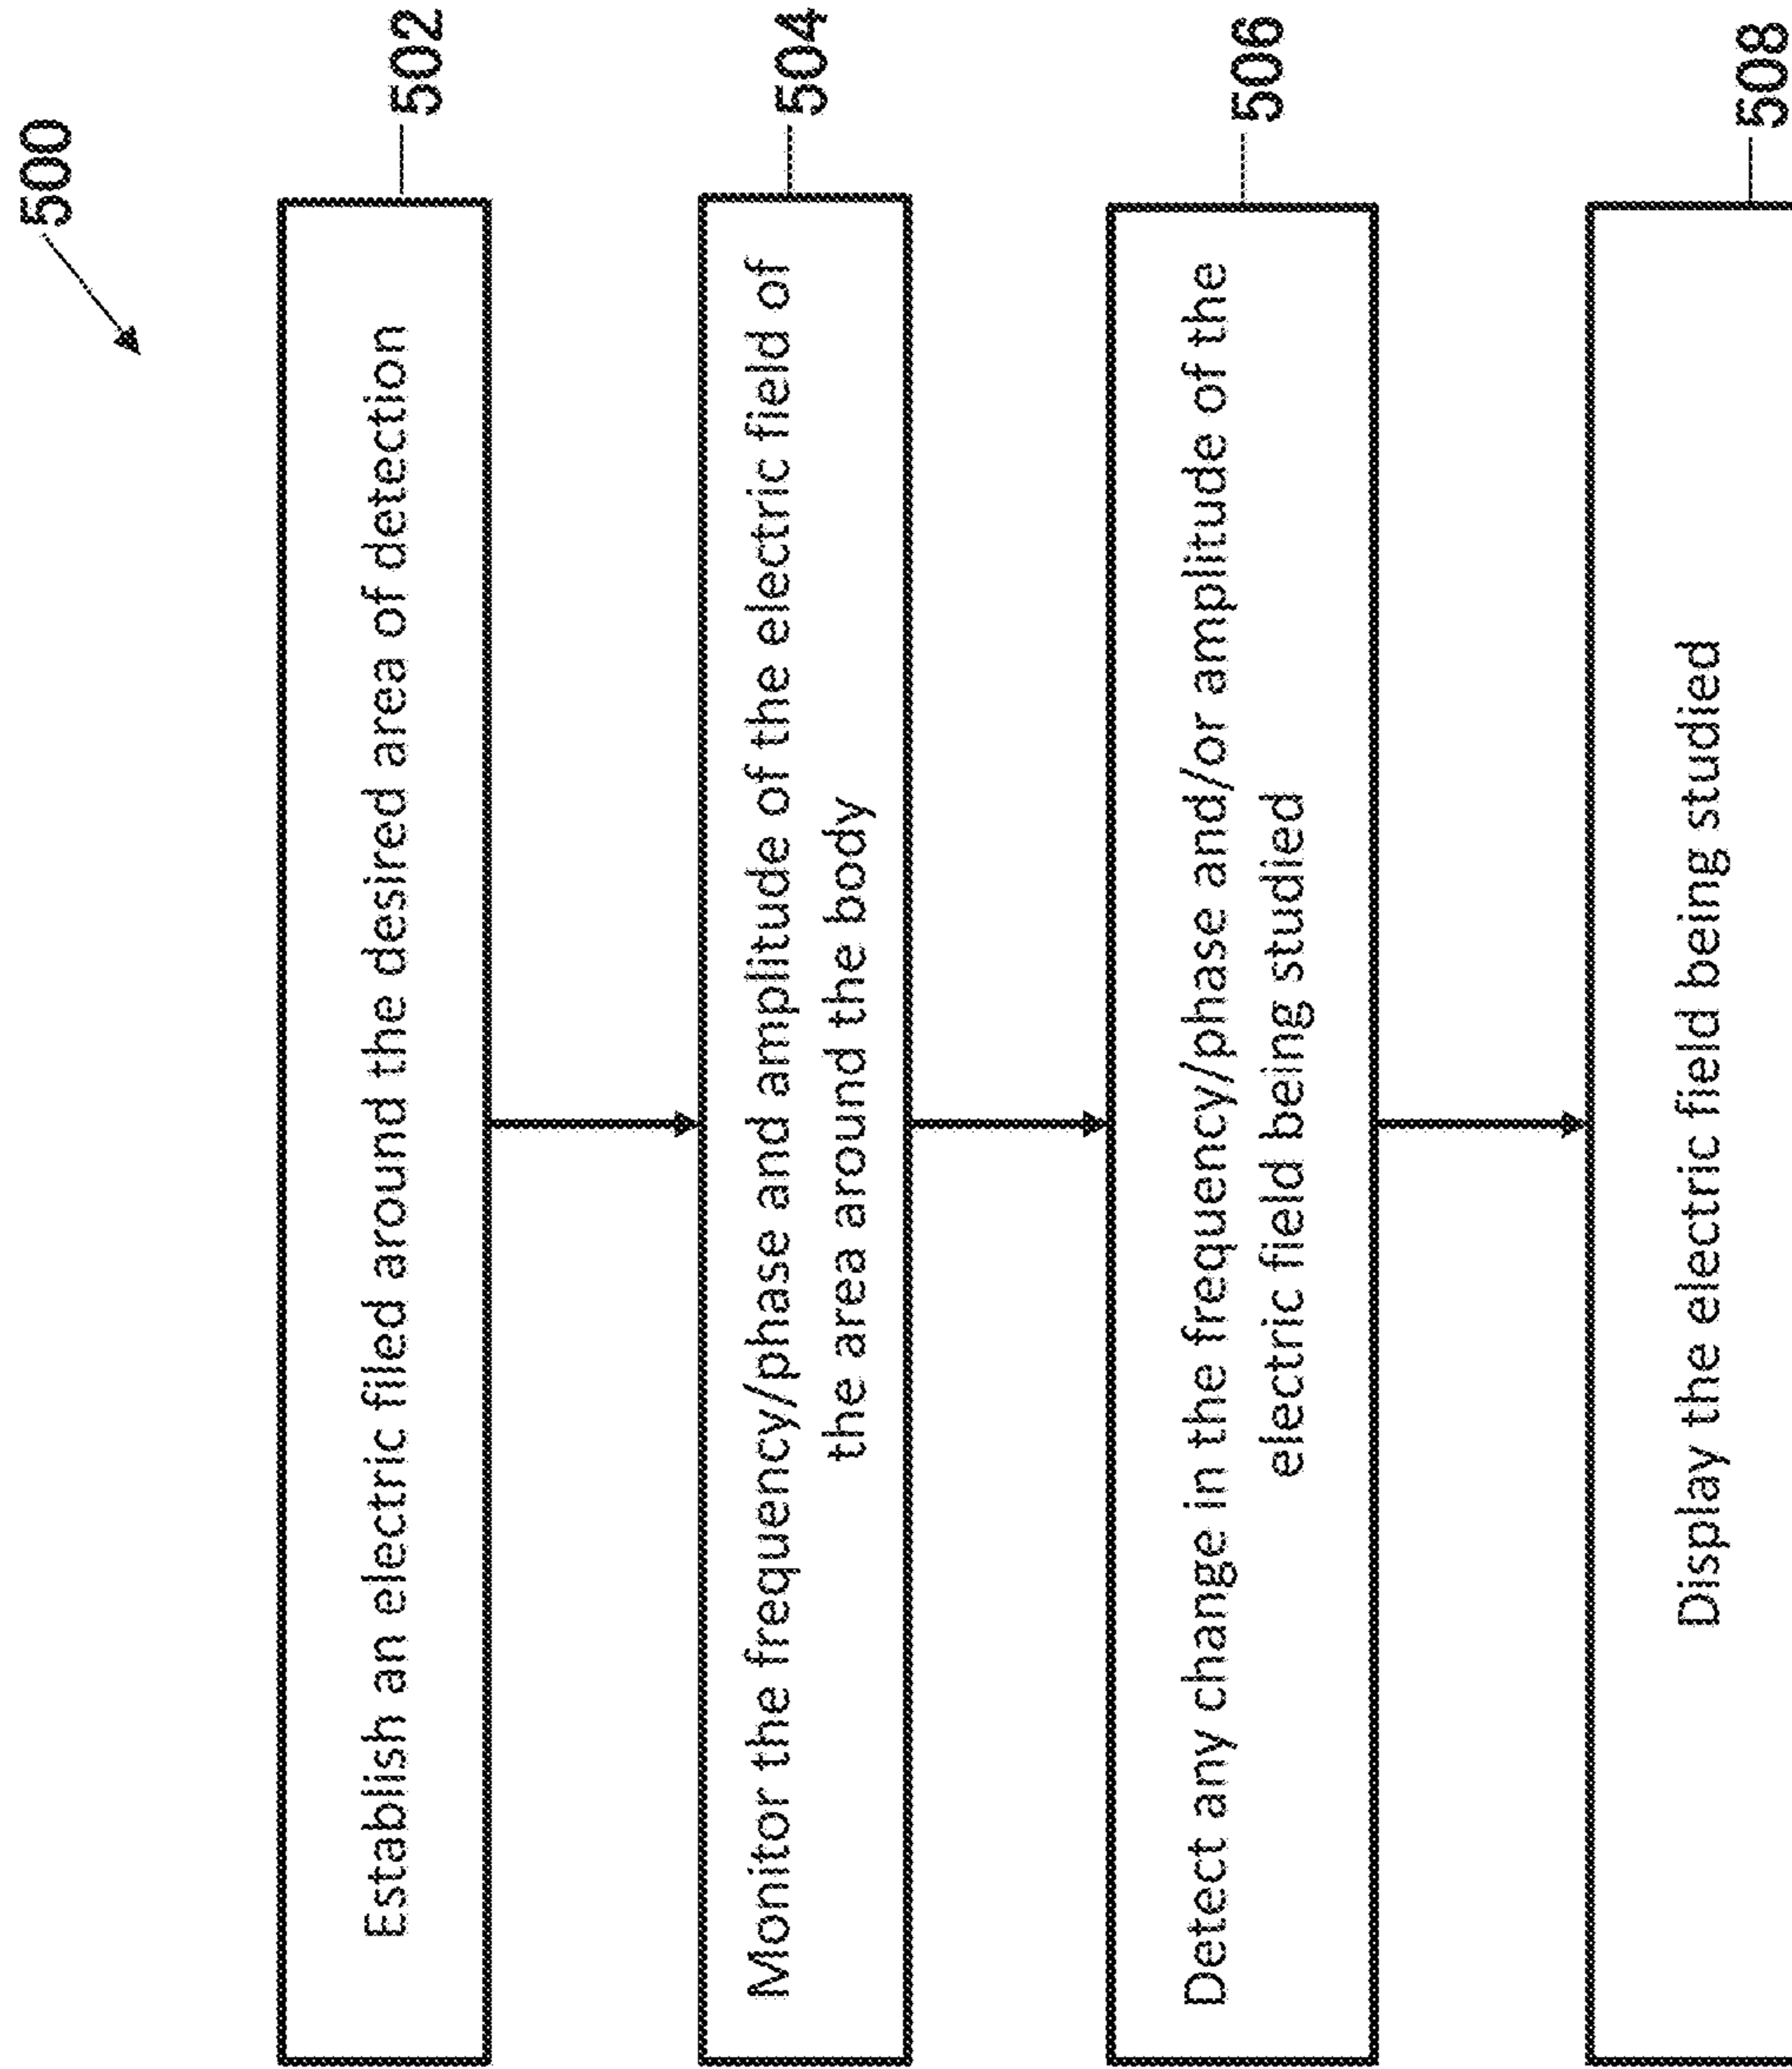 500
Establish an electric filed around the desired area of detection
502
Monitor the frequency/phase and amplitude of the electric field of
the area around the body
504
Detect any change in the frequency/phase and/or amplitude of the
electric field being studied
506
Display the electric field being studied
508